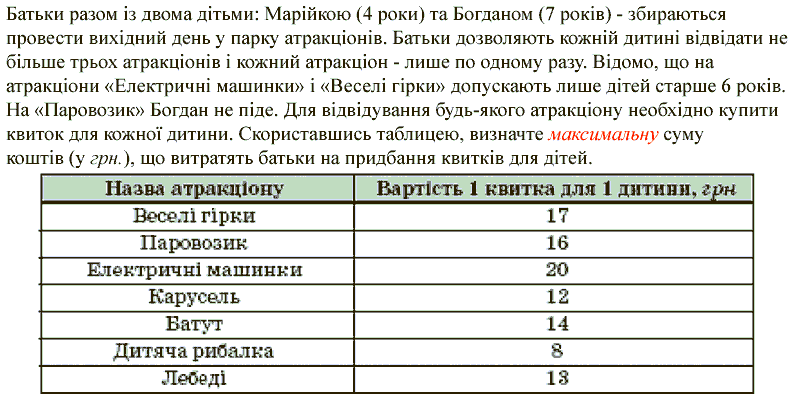 Батьки разом із двома дітьми: Марійкою (4 роки) та Богданом (7 років) - збираються
провести вихідний день у парку атракціонів. Батьки дозволяють кожній дитині відвідати не
більше трьох атракціонів і кожний атракціон - лише по одному разу. Відомо, що на
атракціони «Електричні машинки» і «Веселі гірки» допускають лише дітей старше 6 років.
На «Паровозик» Богдан не піде. Для відвідування будь-якого атракціону необхідно купити
квиток для кожної дитини. Скориставшись таблицею, визначте максимальну суму
коштів (у грн.), що витратять батьки на придбання квитків для дітей.
Назва атракціону Вартість 1 квитка для 1 дитини, грн
Веселі гірки 17
Паровозик 16
Електричні машинки 20
Карусель 12
Батут 14
Дитяча рибалка 8
Лебеді 13